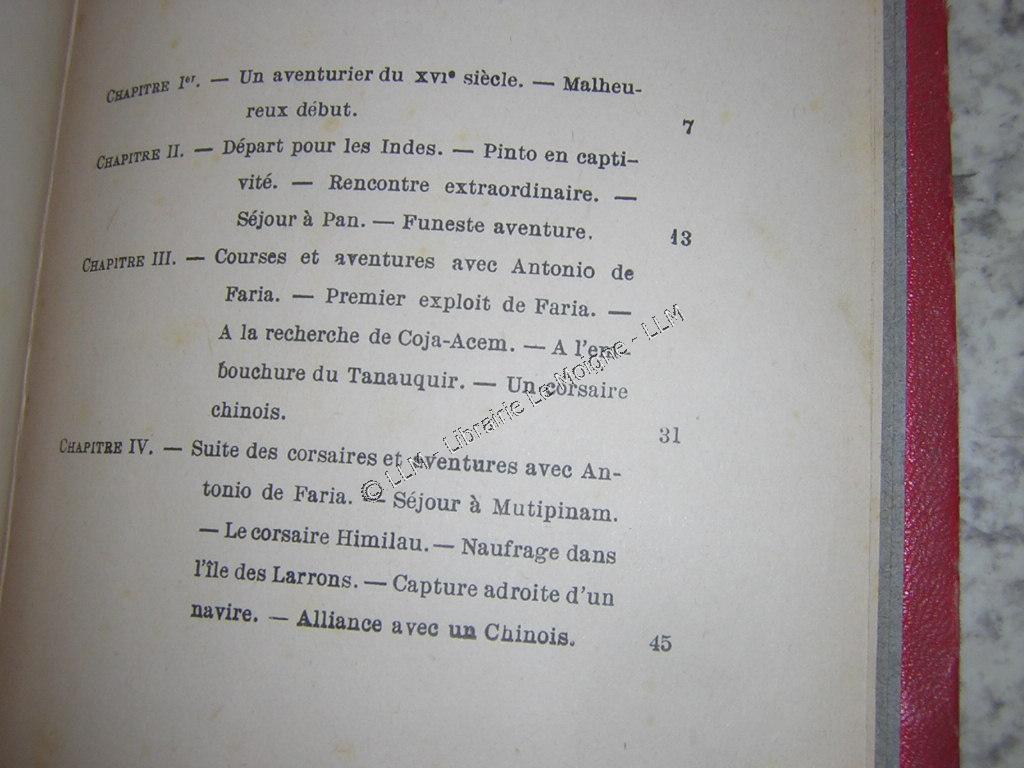 CHAPITRE Ier. — Un aventurier du XVIe siècle. — Malheu-
reux début. 7
CHAPITRE II. — Départ pour les Indes. — Pinto en capti-
vité. — Rencontre extraordinaire. —
Séjour à Pan. — Funeste aventure. 13
CHAPITRE III. — Courses et aventures avec Antonio de
Faria. — Premier exploit de Faria. —
A la recherche de Coja-Acem. — A l'em-
bouchure du Tanauquir. — Un corsaire
chinois. 31
CHAPITRE IV. — Suite des corsaires et aventures avec An-
tonio de Faria. — Séjour à Mutipinam.
— Le corsaire Himilau. — Naufrage dans
l'île des Larrons. — Capture adroite d'un
navire. — Alliance avec un Chinois. 45
© LLM - Librairie Le Moigne - LLM